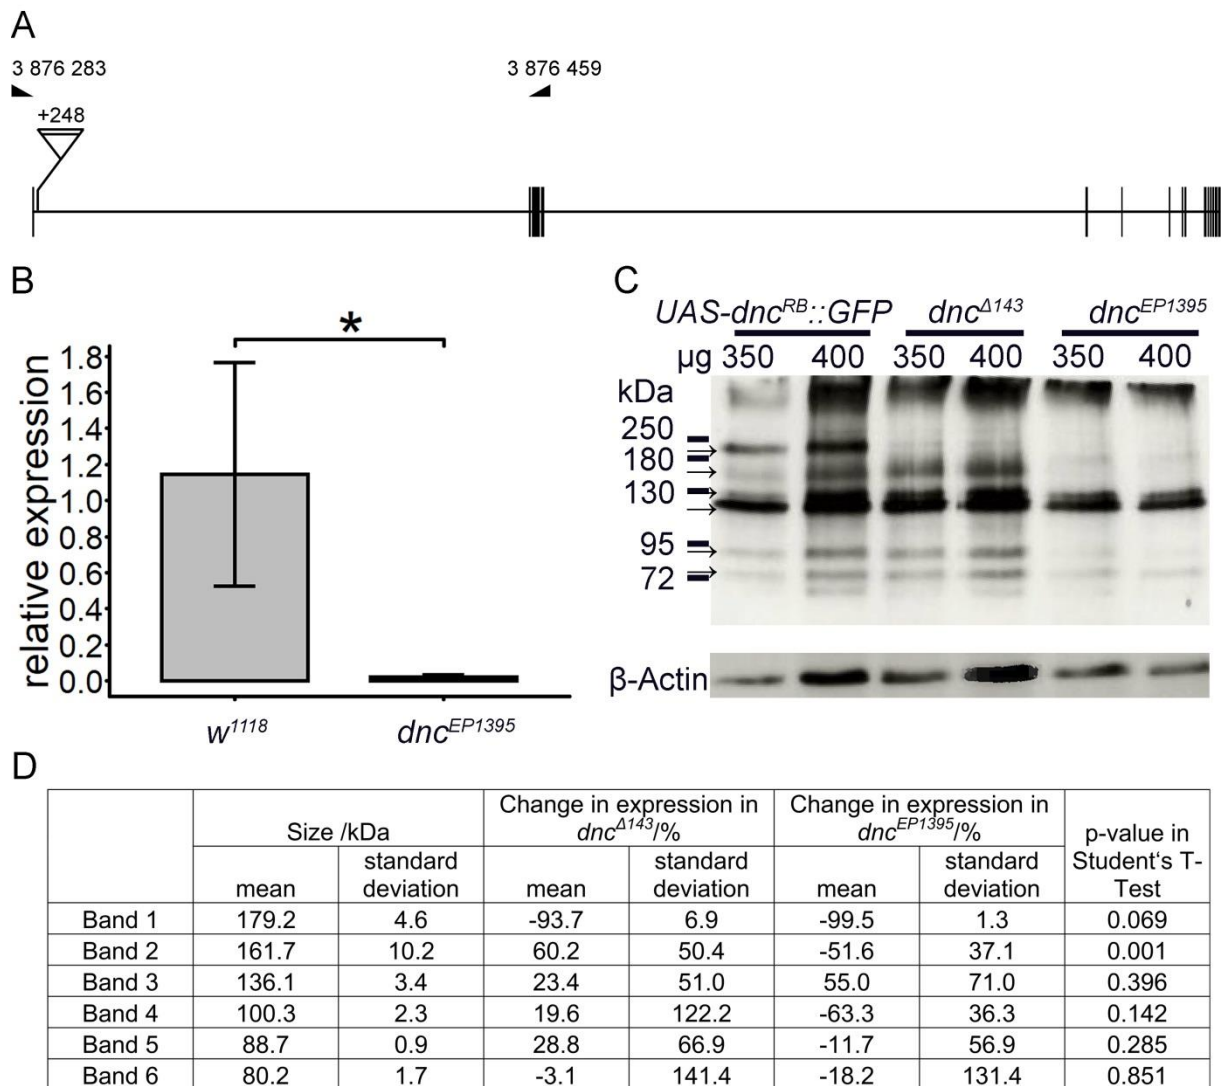 A
3 876 283 3 876 459
+248
B
relative expression
1.8
1.6
1.4
1.2
1.0
0.8
0.6
0.4
0.2
0.0
*
w1118 dncEP1395
C
UAS-dncRB::GFP dncΔ143 dncEP1395
µg 350 400 350 400 350 400
kDa
250
180
130
95
72
β-Actin
D
Size /kDa Change in expression in dncΔ143/% Change in expression in dncEP1395/% p-value in Student‘s T-Test
mean standard deviation mean standard deviation mean standard deviation
Band 1 179.2 4.6 -93.7 6.9 -99.5 1.3 0.069
Band 2 161.7 10.2 60.2 50.4 -51.6 37.1 0.001
Band 3 136.1 3.4 23.4 51.0 55.0 71.0 0.396
Band 4 100.3 2.3 19.6 122.2 -63.3 36.3 0.142
Band 5 88.7 0.9 28.8 66.9 -11.7 56.9 0.285
Band 6 80.2 1.7 -3.1 141.4 -18.2 131.4 0.851